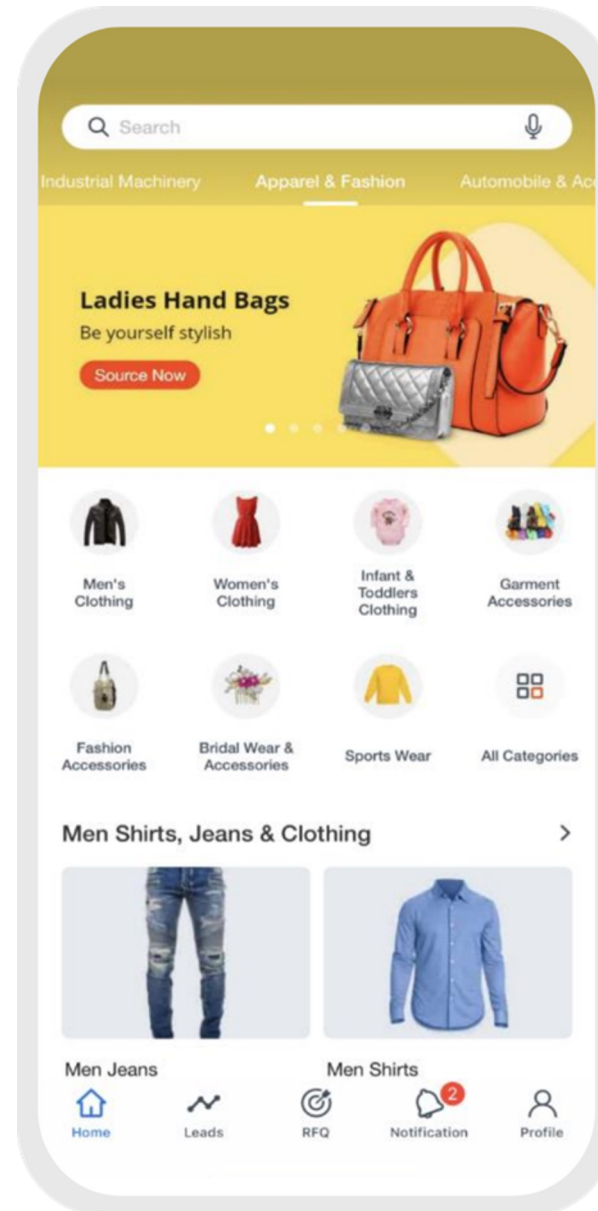 Search
Industrial Machinery Apparel & Fashion Automobile & Acc
Ladies Hand Bags
Be yourself stylish
Source Now
Men's
Clothing
Women's
Clothing
Infant &
Toddlers
Clothing
Garment
Accessories
Fashion
Accessories
Bridal Wear &
Accessories
Sports Wear
All Categories
Men Shirts, Jeans & Clothing
Men Jeans
Men Shirts
2
Home
Leads
RFQ
Notification
Profile